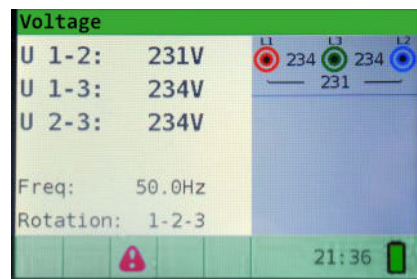 Voltage
U 1-2: 231V
U 1-3: 234V
U 2-3: 234V
Freq: 50.0Hz
Rotation: 1-2-3
L1 L3 L2
234 234
231
21:36